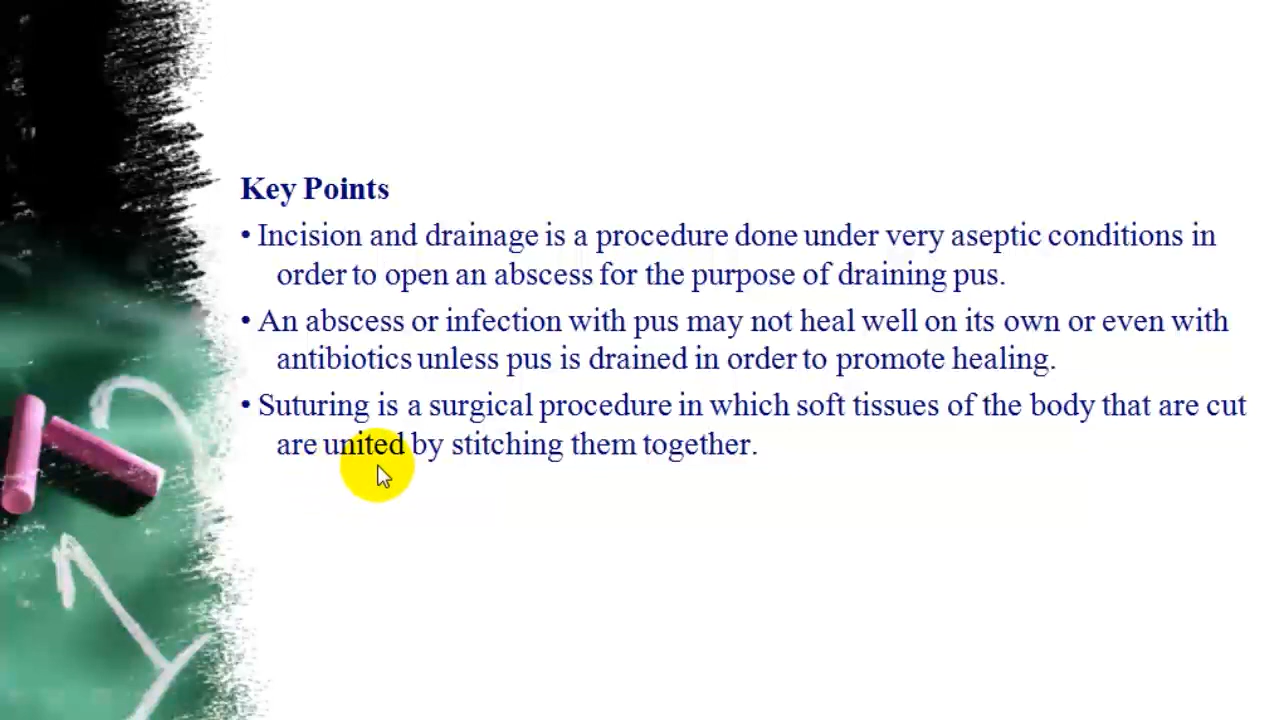 Key Points
• Incision and drainage is a procedure done under very aseptic conditions in
order to open an abscess for the purpose of draining pus.
• An abscess or infection with pus may not heal well on its own or even with
antibiotics unless pus is drained in order to promote healing.
• Suturing is a surgical procedure in which soft tissues of the body that are cut
are united by stitching them together.